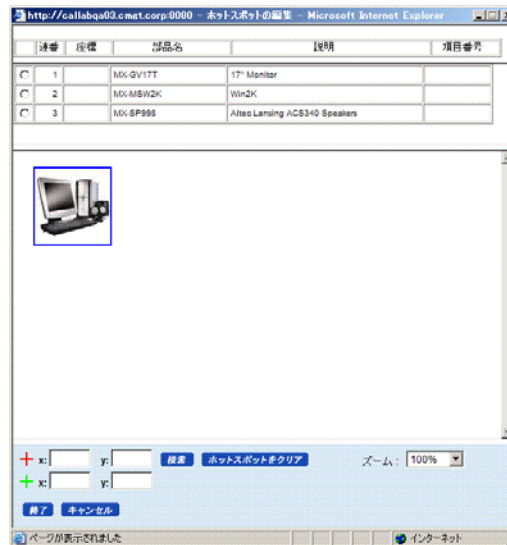 http://callabqa03.cmgt.corp:8000 - ホットスポットの編集 - Microsoft Internet Explorer
連番 座標 部品名 説明 項目番号
1 MX-GV17T 17" Monitor
2 MX-MSW2K Win2K
3 MX-SP998 Altec Lansing ACS340 Speakers
x: y: 検索 ホットスポットをクリア ズーム: 100%
x: y:
終了 キャンセル
ページが表示されました インターネット